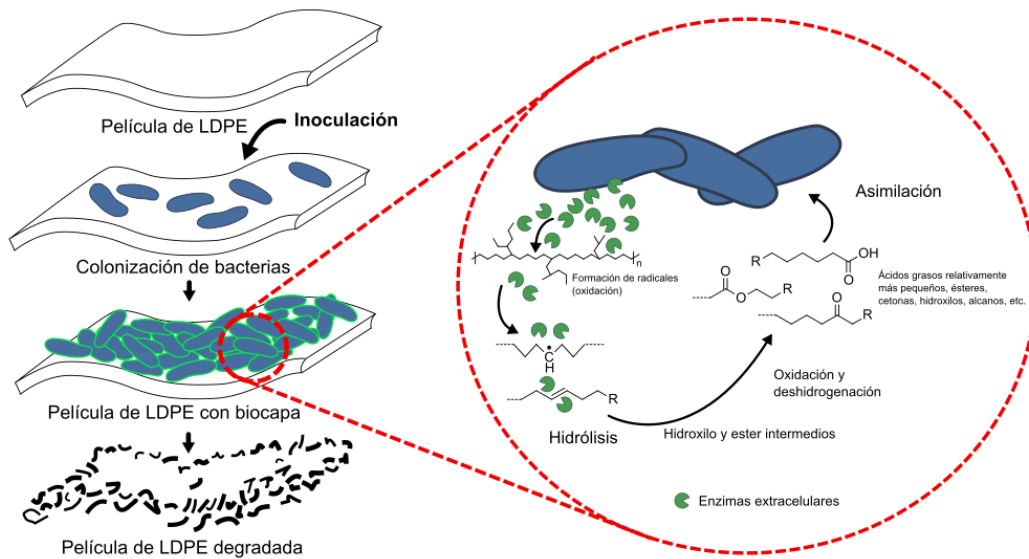 Película de LDPE
Inoculación
Colonización de bacterias
Película de LDPE con biocapa
Película de LDPE degradada
n
Formación de radicales
(oxidación)
C
H
R
Hidrólisis
Hidroxilo y ester intermedios
Oxidación y
deshidrogenación
R
OH
O
O
O
R
O
R
Ácidos grasos relativamente
más pequeños, ésteres,
cetonas, hidroxilos, alcanos, etc.
Asimilación
Enzimas extracelulares